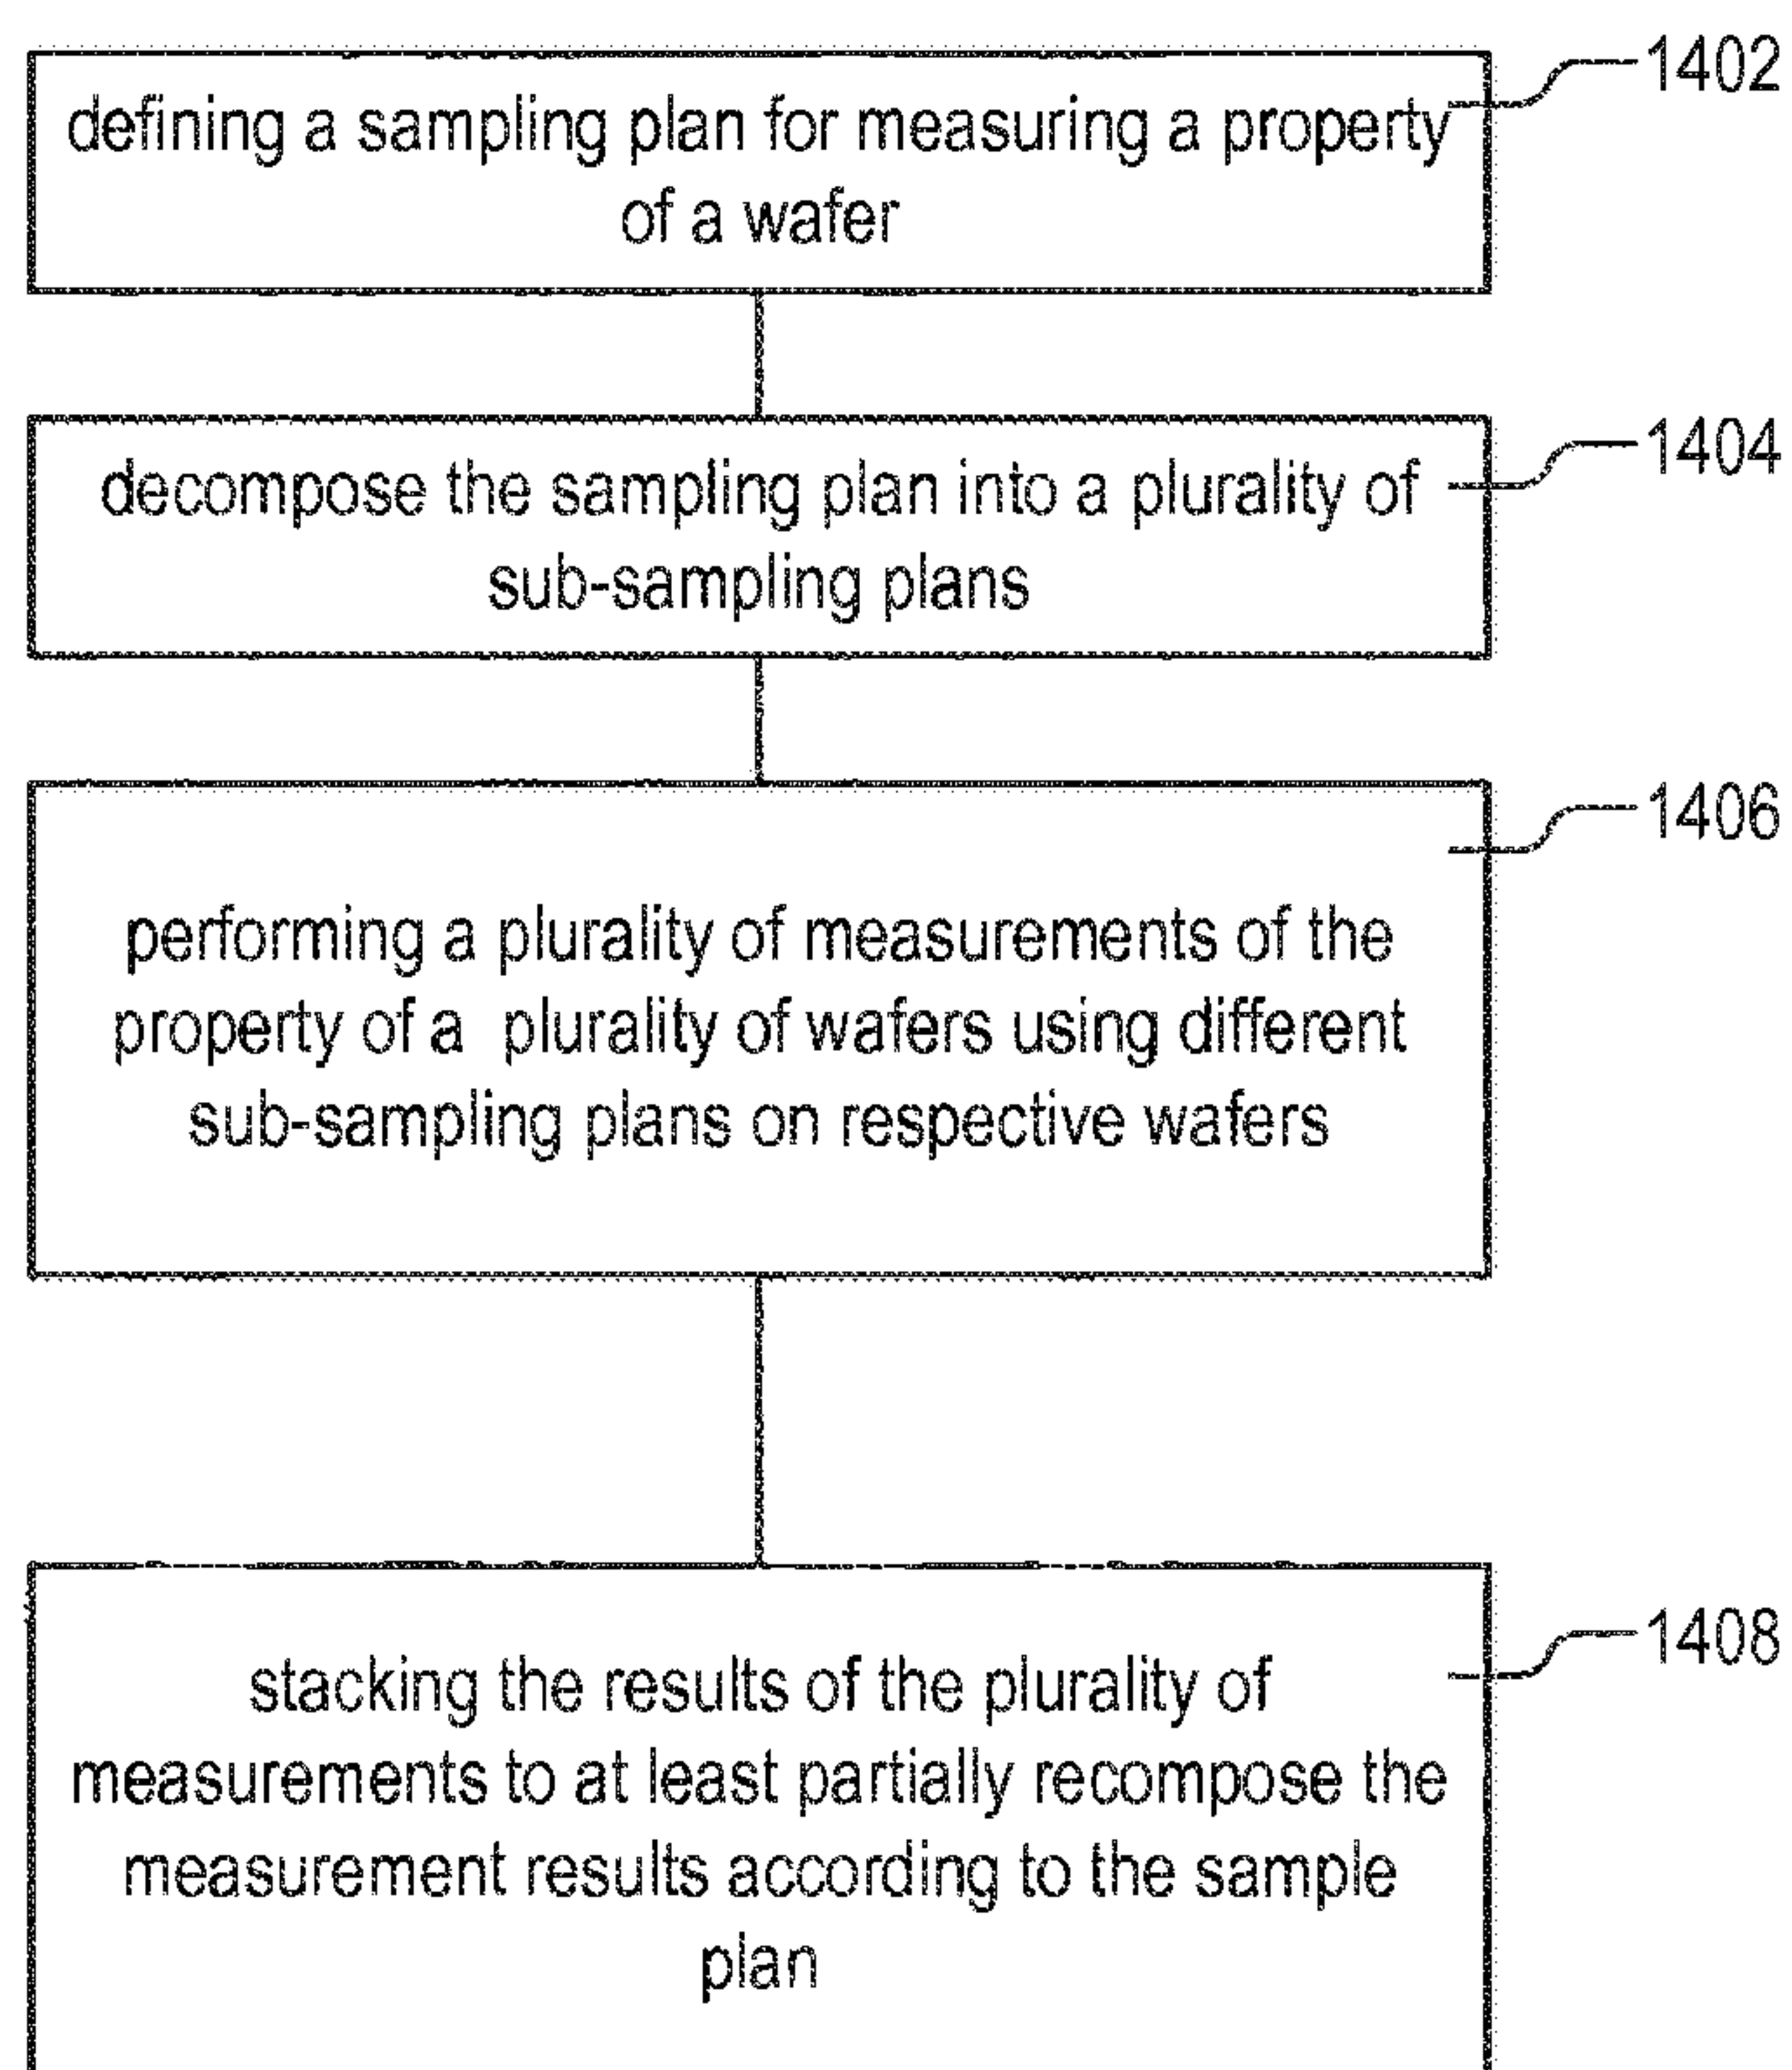 1402
defining a sampling plan for measuring a property
of a wafer
1404
decompose the sampling plan into a plurality of
sub-sampling plans
1406
performing a plurality of measurements of the
property of a plurality of wafers using different
sub-sampling plans on respective wafers
1408
stacking the results of the plurality of
measurements to at least partially recompose the
measurement results according to the sample
plan